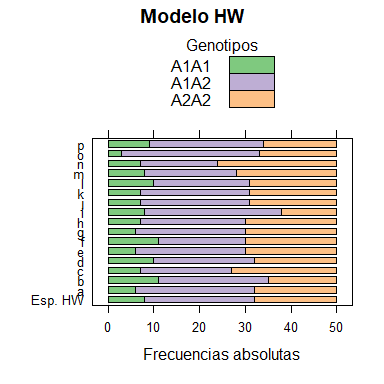 Modelo HW
Genotipos
A1A1
A1A2
A2A2
p
o
n
m
l
k
j
i
h
g
f
e
d
c
b
a
Esp. HW
0 10 20 30 40 50
Frecuencias absolutas